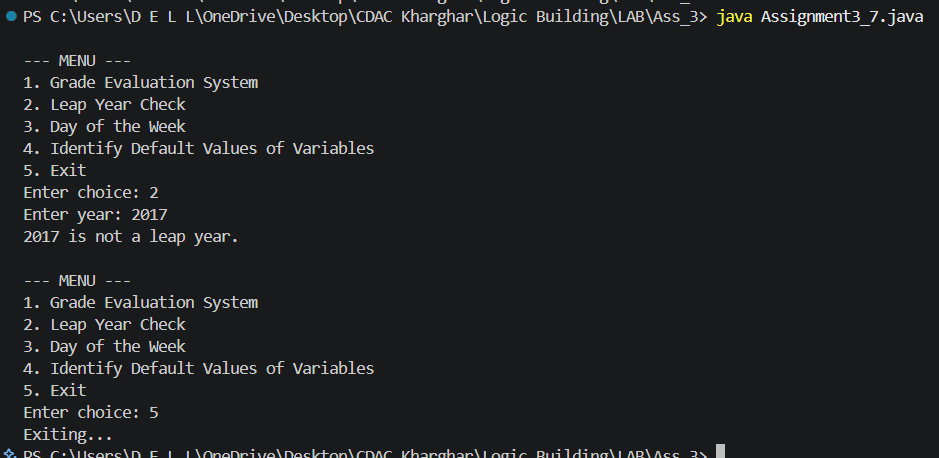 PS C:\Users\D E L L\OneDrive\Desktop\CDAC Kharghar\Logic Building\LAB\Ass_3> java Assignment3_7.java
--- MENU ---
1. Grade Evaluation System
2. Leap Year Check
3. Day of the Week
4. Identify Default Values of Variables
5. Exit
Enter choice: 2
Enter year: 2017
2017 is not a leap year.
--- MENU ---
1. Grade Evaluation System
2. Leap Year Check
3. Day of the Week
4. Identify Default Values of Variables
5. Exit
Enter choice: 5
Exiting...
PS C:\Users\D E L L\OneDrive\Desktop\CDAC Kharghar\Logic Building\LAB\Ass_3>